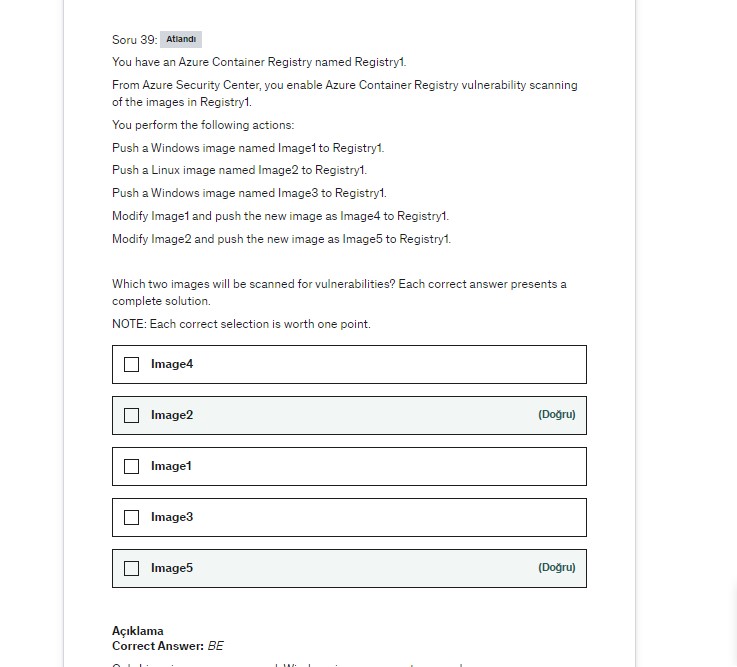 Soru 39: Atlandı
You have an Azure Container Registry named Registry1.
From Azure Security Center, you enable Azure Container Registry vulnerability scanning
of the images in Registry1.
You perform the following actions:
Push a Windows image named Image1 to Registry1.
Push a Linux image named Image2 to Registry1.
Push a Windows image named Image3 to Registry1.
Modify Image1 and push the new image as Image4 to Registry1.
Modify Image2 and push the new image as Image5 to Registry1.
Which two images will be scanned for vulnerabilities? Each correct answer presents a
complete solution.
NOTE: Each correct selection is worth one point.
Image4
Image2 (Doğru)
Image1
Image3
Image5 (Doğru)
Açıklama
Correct Answer: BE